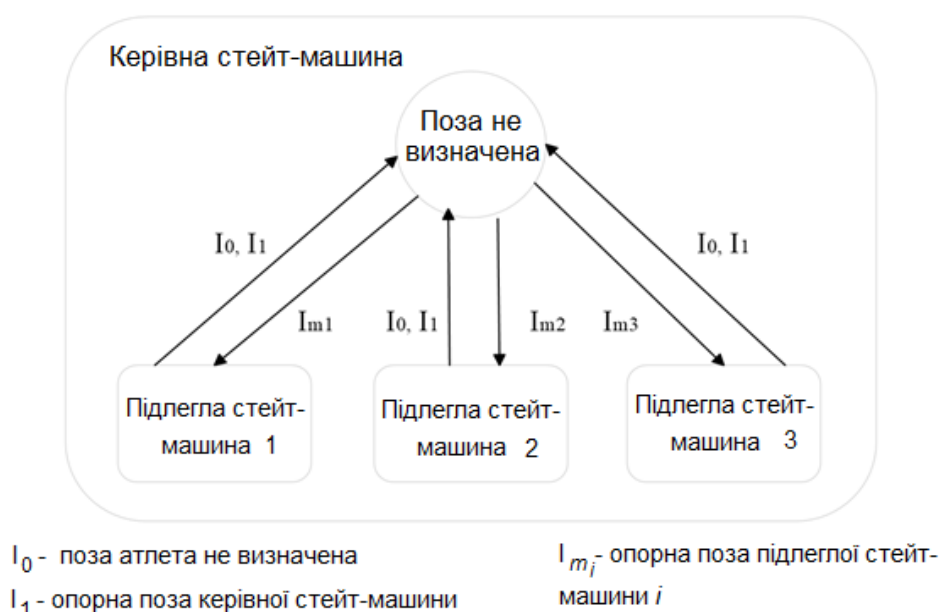 Керівна стейт-машина
Поза не
визначена
I0, I1
I0, I1
Im1
I0, I1
Im2
Im3
Підлегла стейт-
машина 1
Підлегла стейт-
машина 2
Підлегла стейт-
машина 3
I0 - поза атлета не визначена
I1 - опорна поза керівної стейт-машини
Imi - опорна поза підлеглої стейт-
машини i